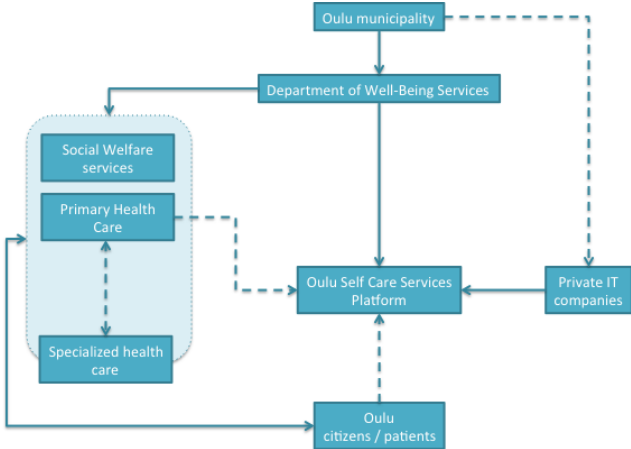 Oulu municipality
Department of Well-Being Services
Social Welfare
services
Primary Health
Care
Oulu Self Care Services
Platform
Private IT
companies
Specialized health
care
Oulu
citizens / patients